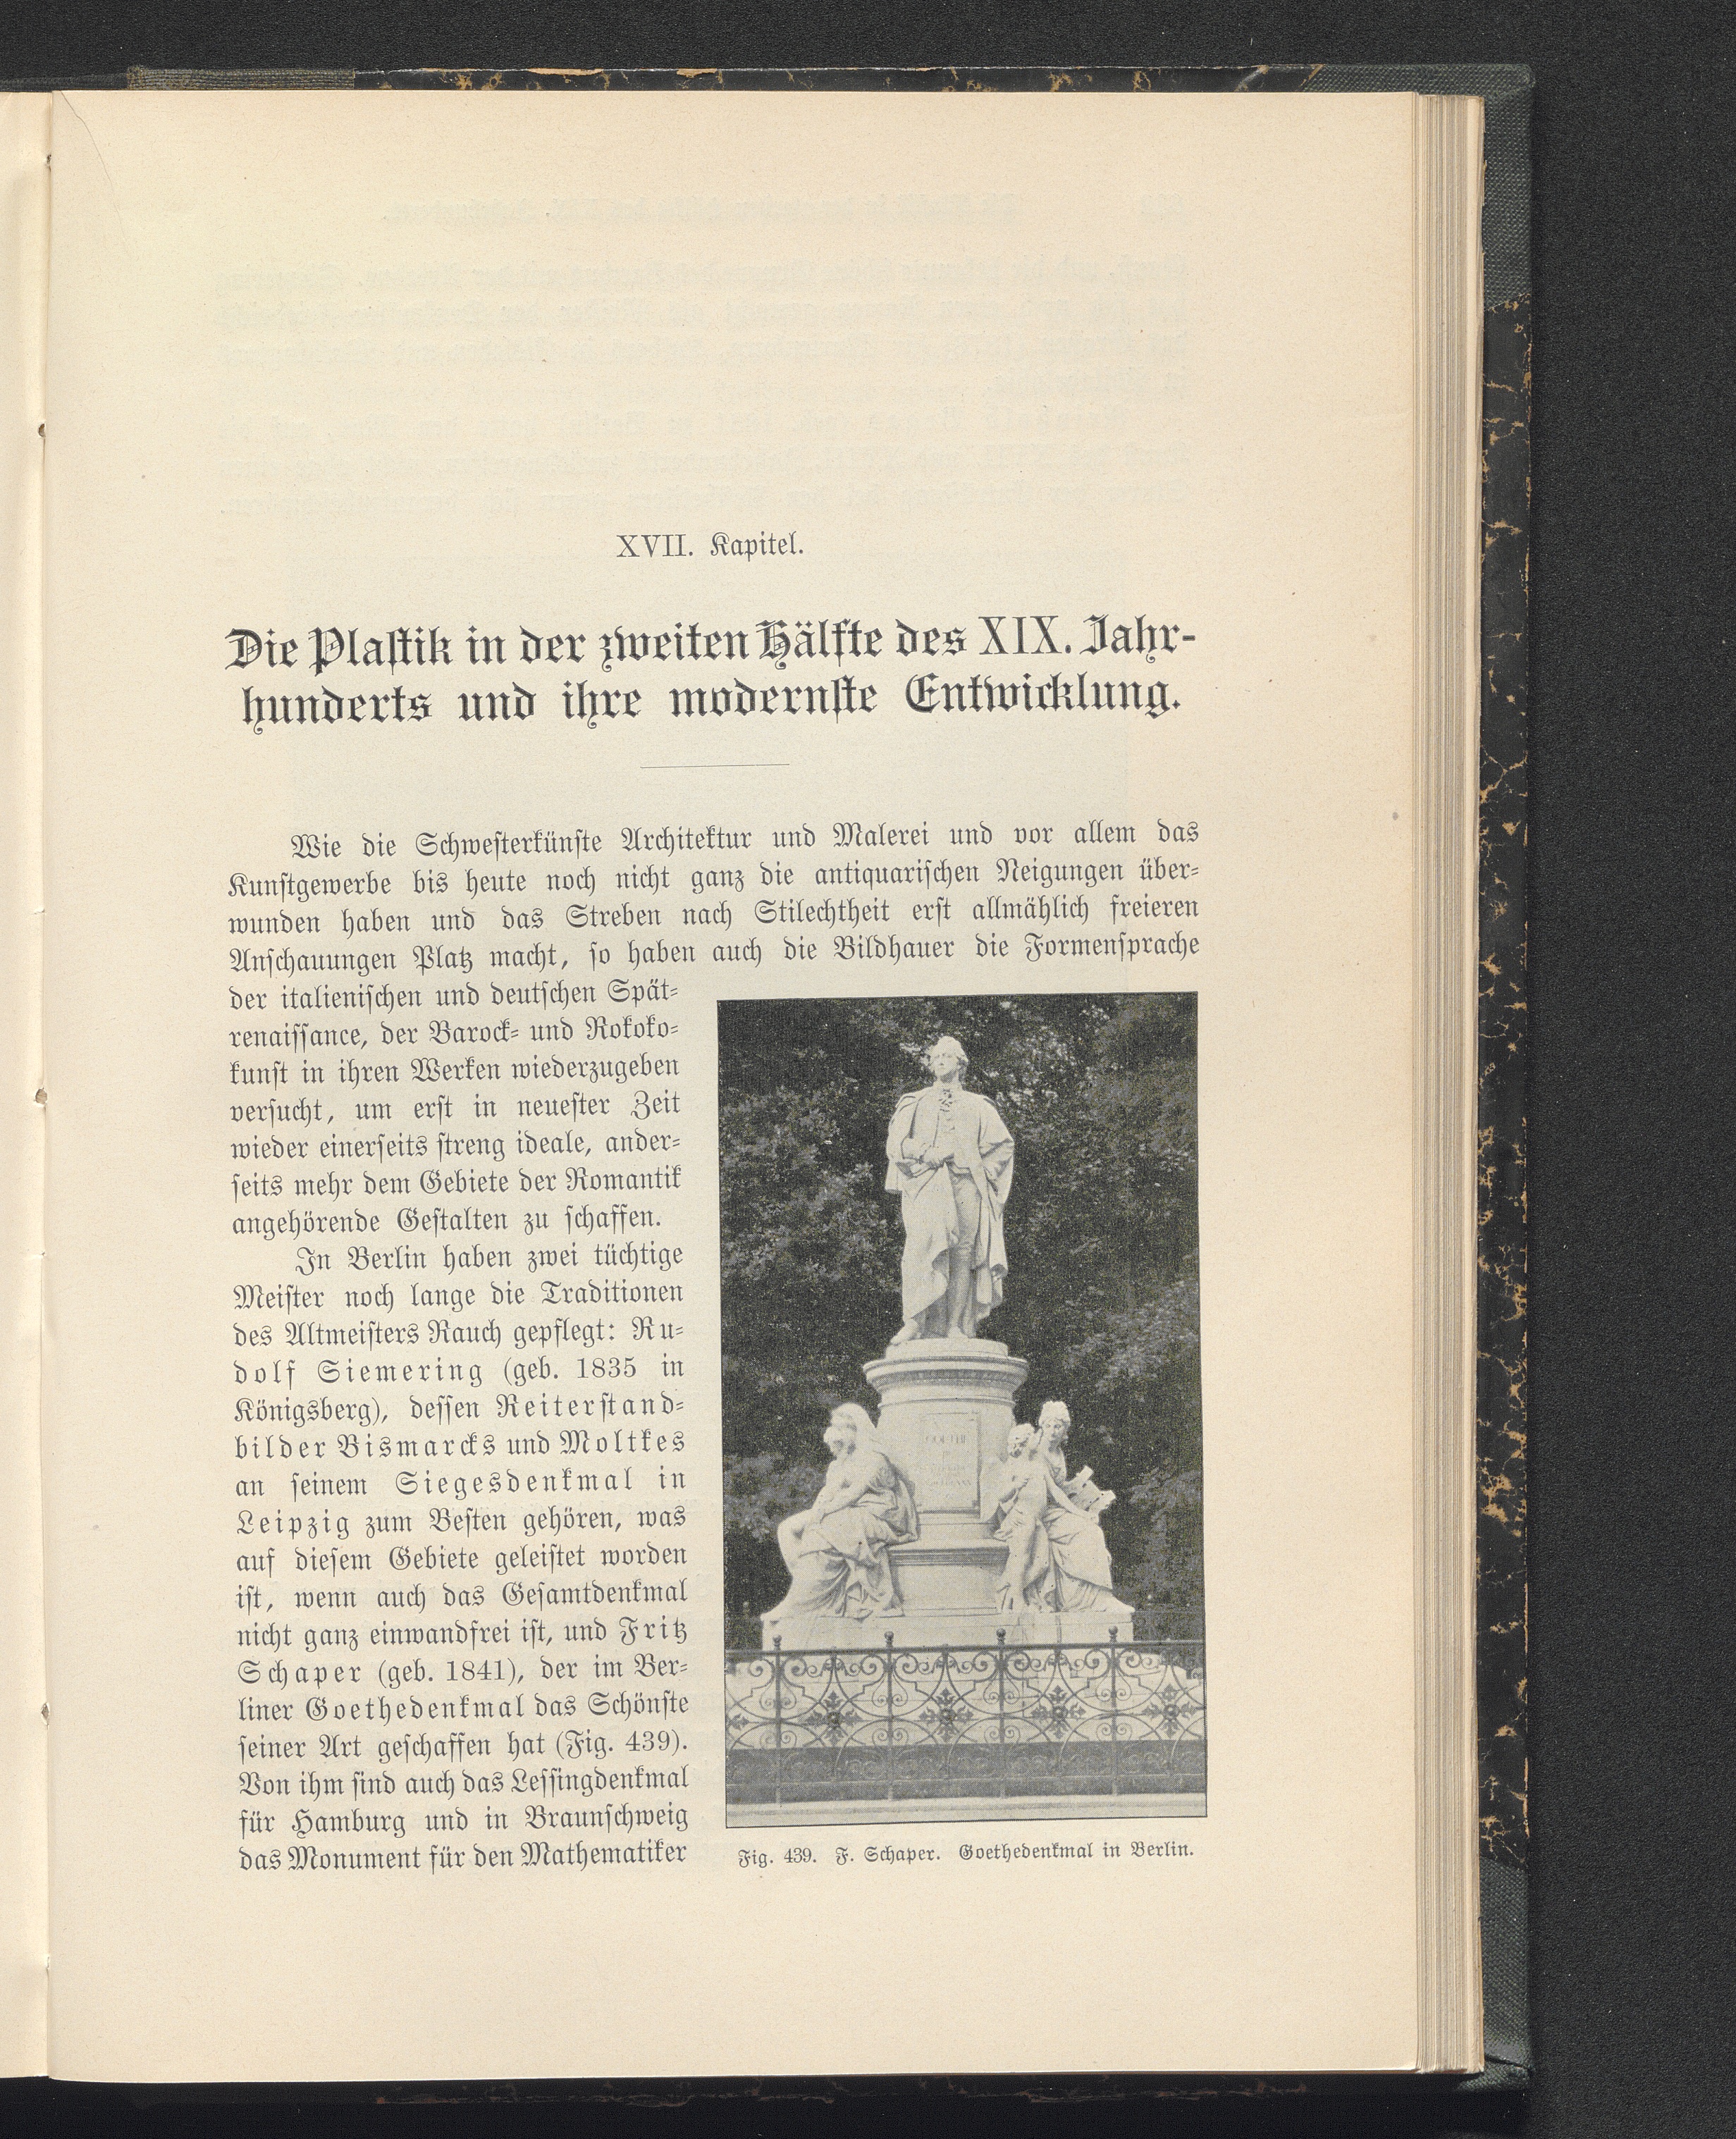 XVII. Kapitel.
Die Plaſtik in der zweiten Hälfte des XIX. Jahr-
hunderts und ihre modernſte Entwicklung.
Wie die Schweſterkünſte Architektur und Malerei und vor allem das
Kunſtgewerbe bis heute noch nicht ganz die antiquariſchen Neigungen über-
wunden haben und das Streben nach Stilechtheit erſt allmählich freieren
Anſchauungen Platz macht, ſo haben auch die Bildhauer die Formenſprache
der italieniſchen und deutſchen Spät-
renaiſſance, der Barock- und Rokoko-
kunſt in ihren Werken wiederzugeben
verſucht, um erſt in neueſter Zeit
wieder einerſeits ſtreng ideale, ander-
ſeits mehr dem Gebiete der Romantik
angehörende Geſtalten zu ſchaffen.
In Berlin haben zwei tüchtige
Meiſter noch lange die Traditionen
des Altmeiſters Rauch gepflegt: Ru-
dolf Siemering (geb. 1835 in
Königsberg), deſſen Reiterſtand-
bilder Bismarcks und Moltkes
an ſeinem Siegesdenkmal in
Leipzig zum Beſten gehören, was
auf dieſem Gebiete geleiſtet worden
iſt, wenn auch das Geſamtdenkmal
nicht ganz einwandfrei iſt, und Fritz
Schaper (geb. 1841), der im Ber-
liner Goethedenkmal das Schönſte
ſeiner Art geſchaffen hat (Fig. 439).
Von ihm ſind auch das Leſſingdenkmal
für Hamburg und in Braunſchweig
das Monument für den Mathematiker
GOETHE
Fig. 439. F. Schaper. Goethedenkmal in Berlin.